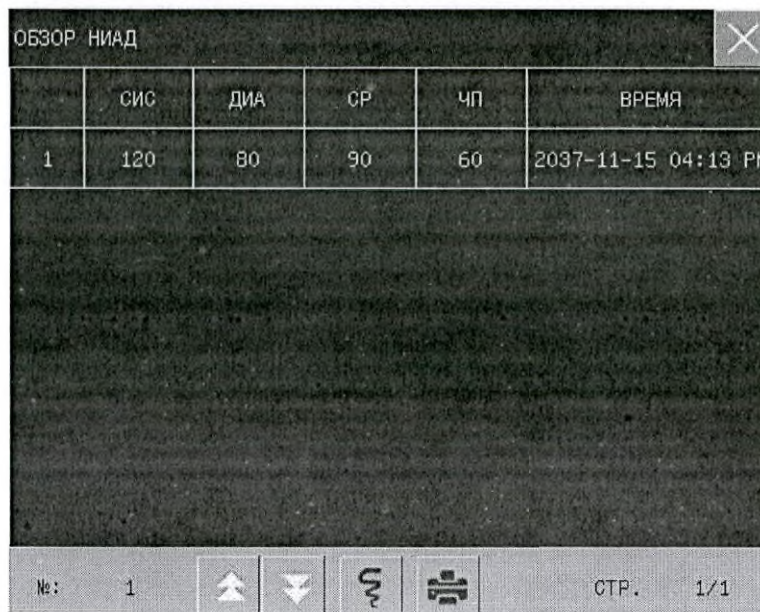 ОБЗОР НИАД
СИС ДИА СР ЧП ВРЕМЯ
1 120 80 90 60 2037-11-15 04:13 PM
№: 1 СТР. 1/1